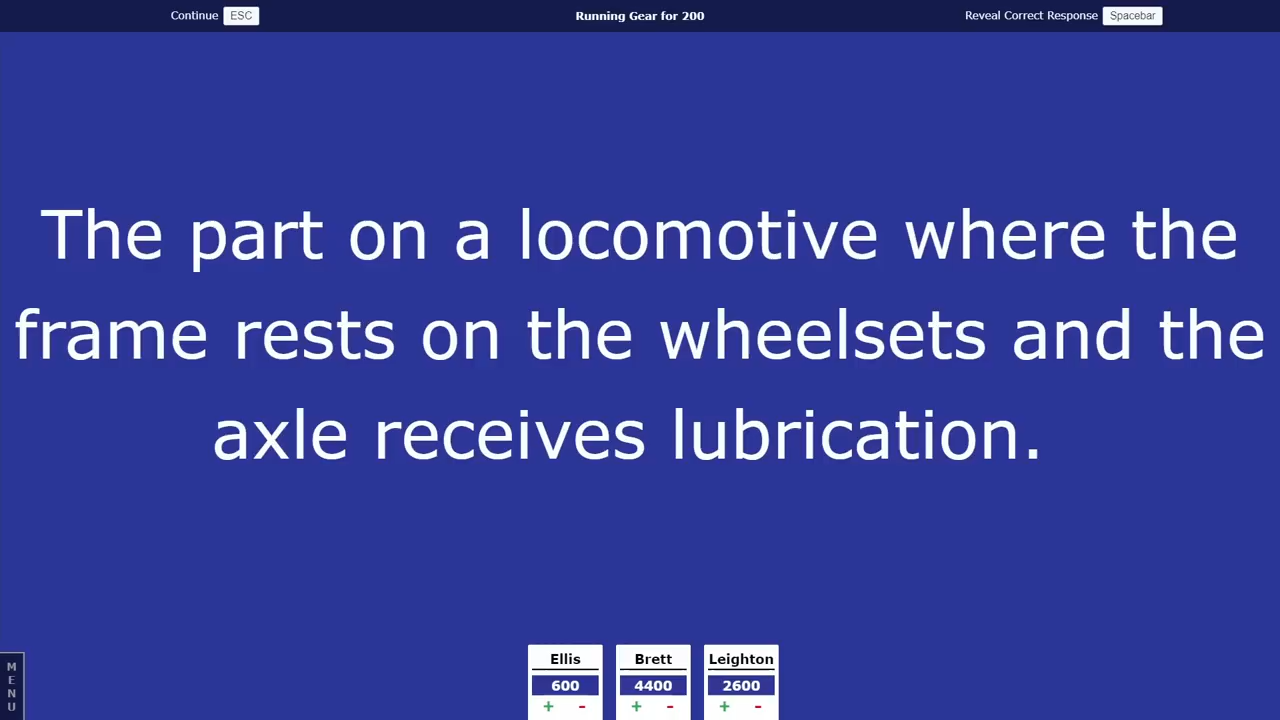 Continue ESC Running Gear for 200 Reveal Correct Response Spacebar
The part on a locomotive where the
frame rests on the wheelsets and the
axle receives lubrication.
MENU
Ellis Brett Leighton
600 4400 2600
+ - + - + -